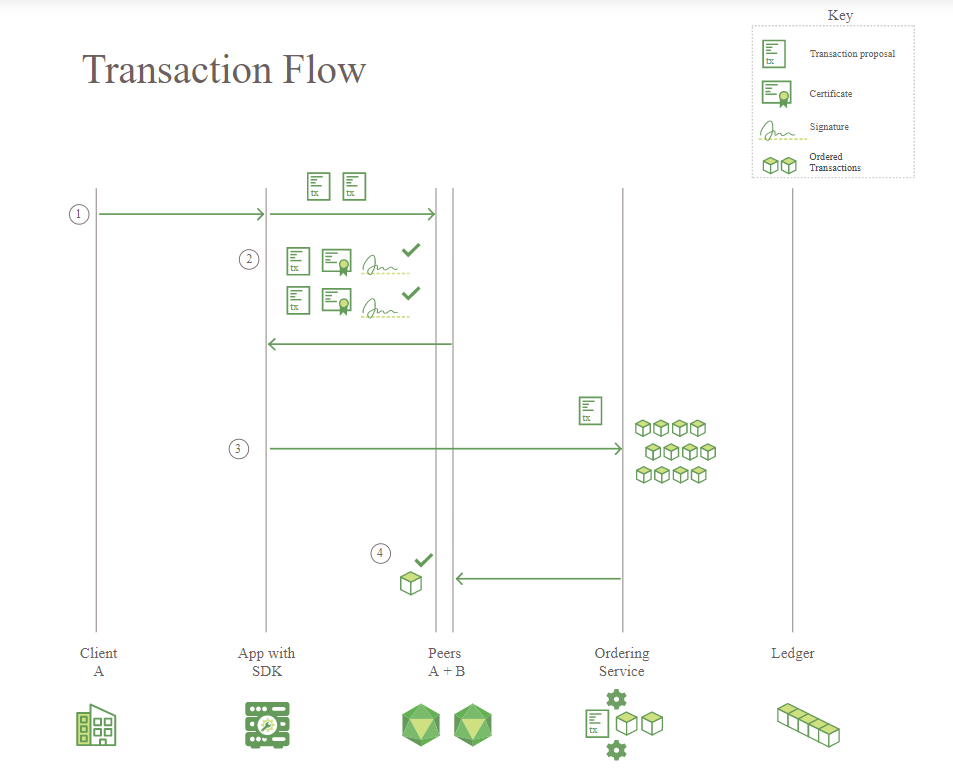 Key
Transaction Flow
tx
Transaction proposal
Certificate
Signature
Ordered
Transactions
tx
tx
1
2
tx
tx
tx
3
4
Client
A
App with
SDK
Peers
A + B
Ordering
Service
Ledger
tx